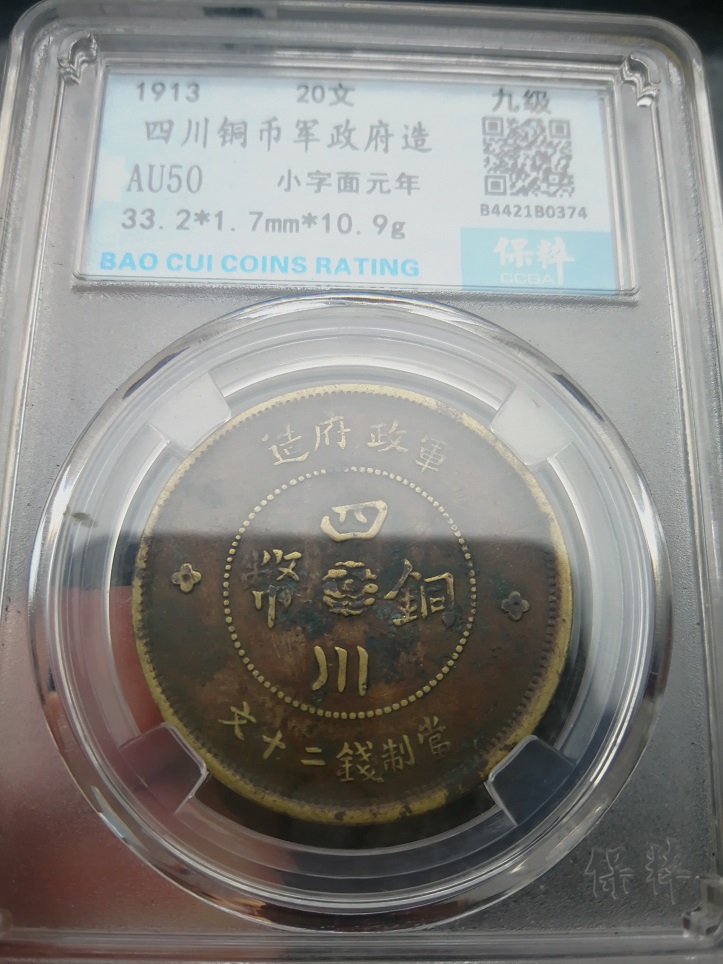 1913 20文 九级
四川铜币军政府造
AU50 小字面元年
B4421B0374
33.2*1.7mm*10.9g
BAO CUI COINS RATING
保粹
CCGA
造府政軍
四
幣 銅
川
文十二錢制當
保粹